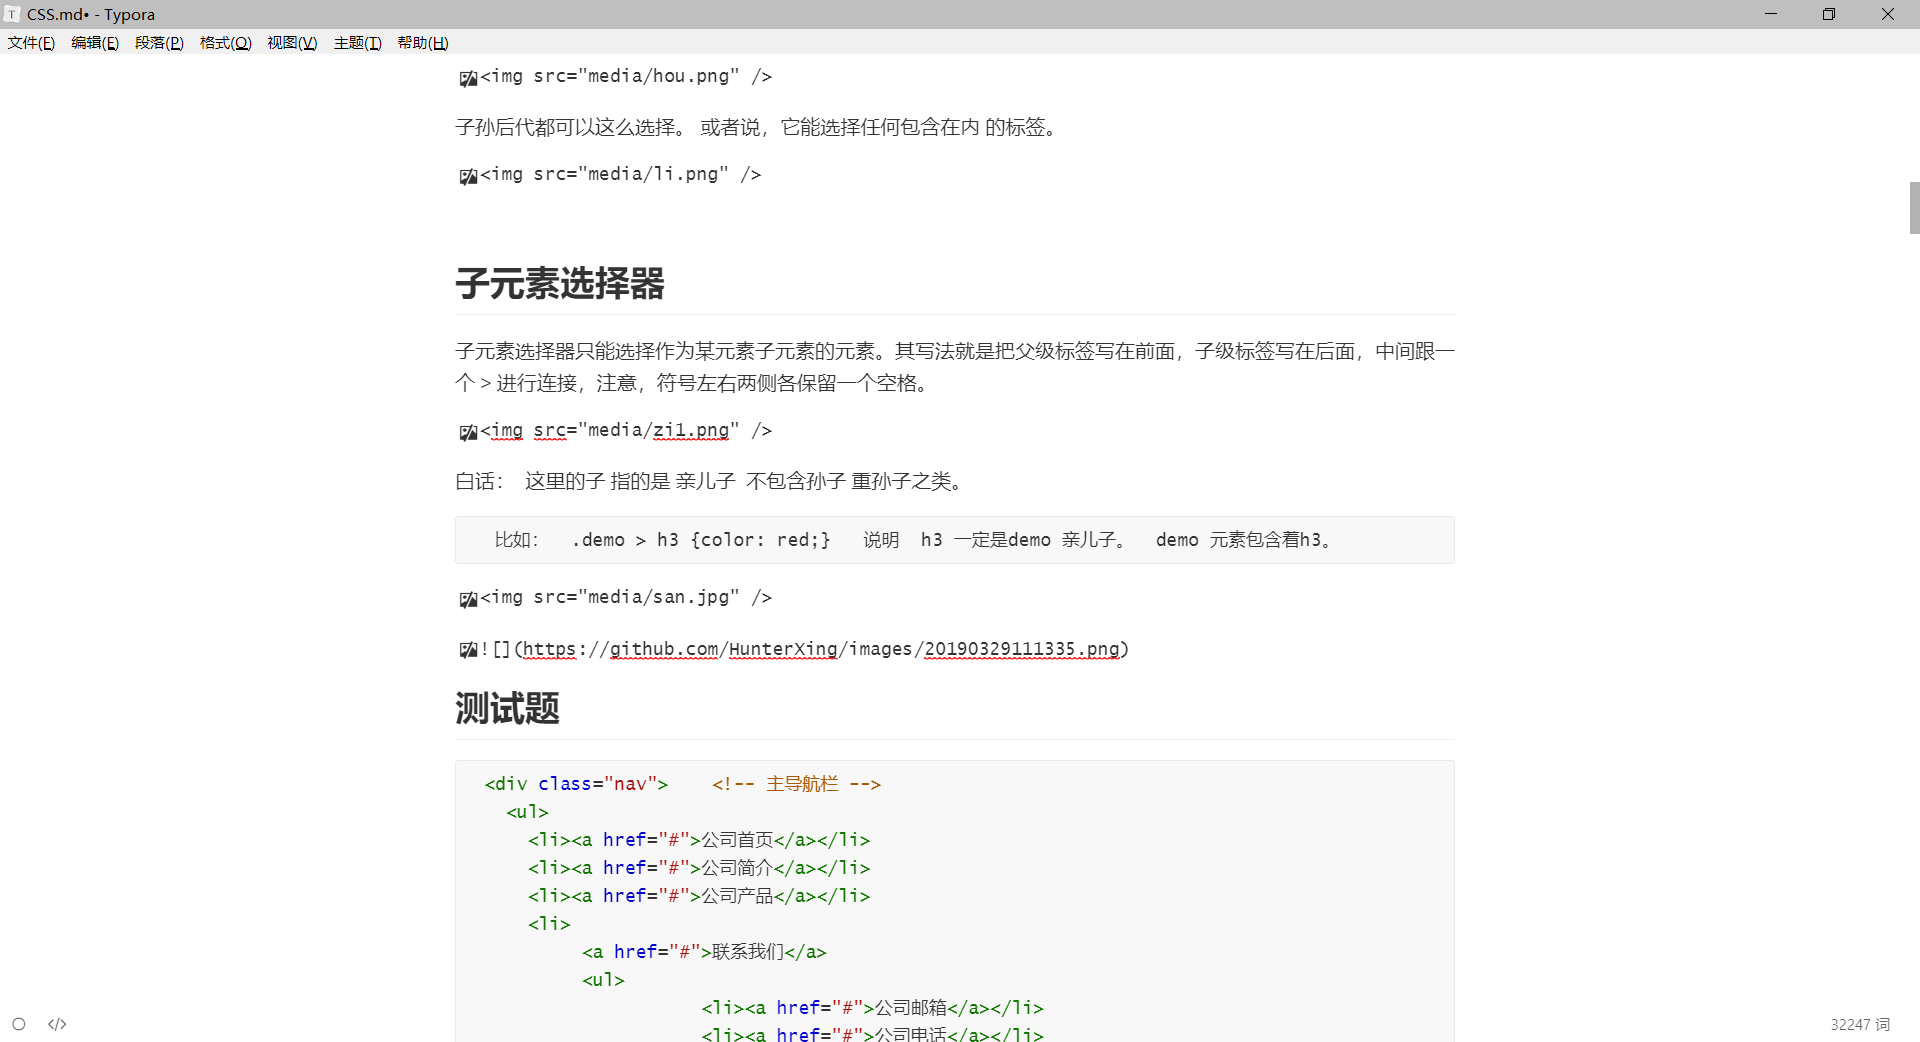 CSS.md• - Typora
文件(F) 编辑(E) 段落(P) 格式(O) 视图(V) 主题(T) 帮助(H)
<img src="media/hou.png" />
子孙后代都可以这么选择。 或者说，它能选择任何包含在内 的标签。
<img src="media/li.png" />
子元素选择器
子元素选择器只能选择作为某元素子元素的元素。其写法就是把父级标签写在前面，子级标签写在后面，中间跟一
个 > 进行连接，注意，符号左右两侧各保留一个空格。
<img src="media/zi1.png" />
白话： 这里的子 指的是 亲儿子 不包含孙子 重孙子之类。
比如： .demo > h3 {color: red;} 说明 h3 一定是demo 亲儿子。 demo 元素包含着h3。
<img src="media/san.jpg" />
![](https://github.com/HunterXing/images/20190329111335.png)
测试题
<div class="nav"> <!-- 主导航栏 -->
<ul>
<li><a href="#">公司首页</a></li>
<li><a href="#">公司简介</a></li>
<li><a href="#">公司产品</a></li>
<li>
<a href="#">联系我们</a>
<ul>
<li><a href="#">公司邮箱</a></li>
<li><a href="#">公司电话</a></li>
</> 32247 词